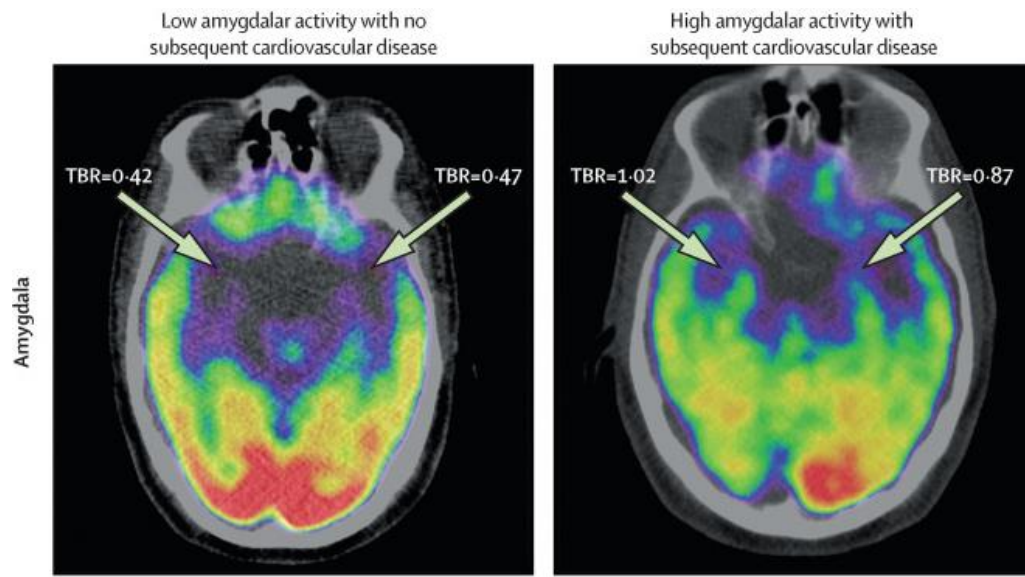 Low amygdalar activity with no
subsequent cardiovascular disease
High amygdalar activity with
subsequent cardiovascular disease
TBR=0·42
TBR=0·47
TBR=1·02
TBR=0·87
Amygdala